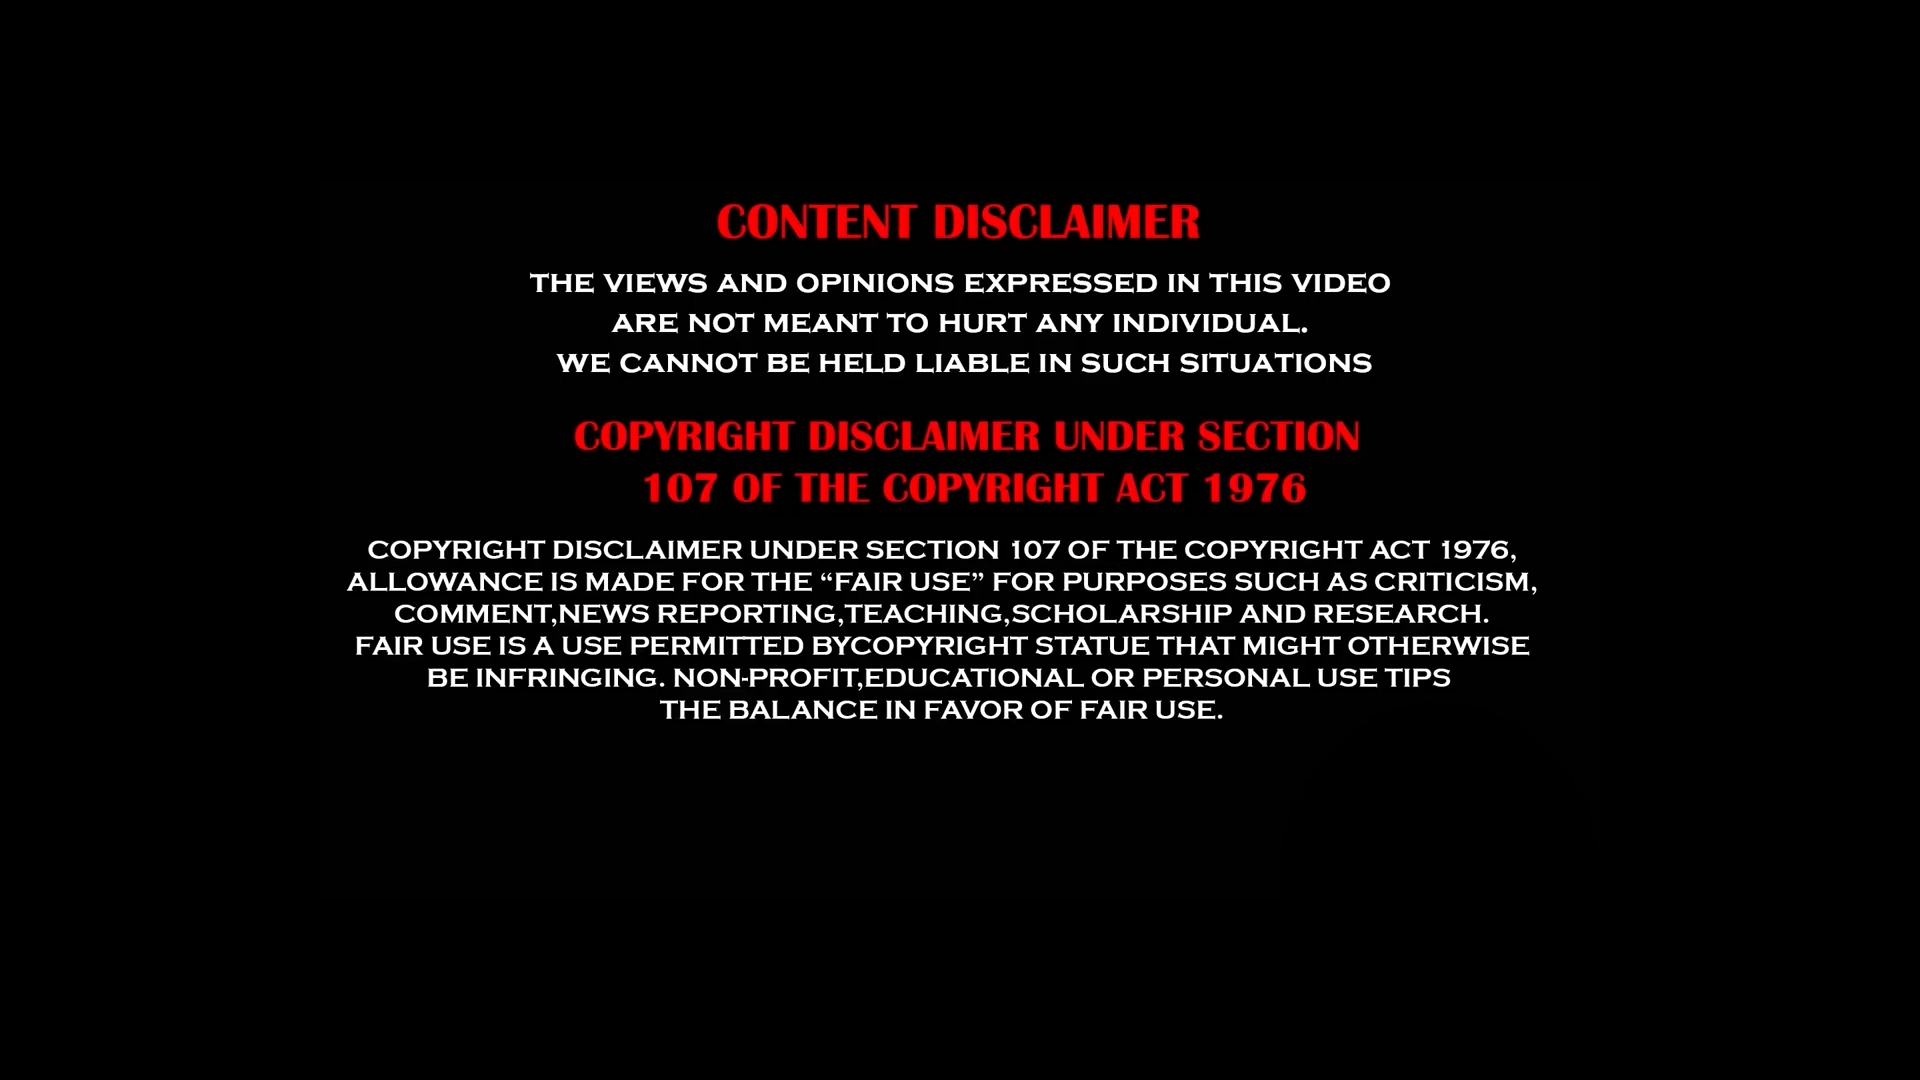 CONTENT DISCLAIMER
THE VIEWS AND OPINIONS EXPRESSED IN THIS VIDEO
ARE NOT MEANT TO HURT ANY INDIVIDUAL.
WE CANNOT BE HELD LIABLE IN SUCH SITUATIONS
COPYRIGHT DISCLAIMER UNDER SECTION
107 OF THE COPYRIGHT ACT 1976
COPYRIGHT DISCLAIMER UNDER SECTION 107 OF THE COPYRIGHT ACT 1976,
ALLOWANCE IS MADE FOR THE “FAIR USE” FOR PURPOSES SUCH AS CRITICISM,
COMMENT,NEWS REPORTING,TEACHING,SCHOLARSHIP AND RESEARCH.
FAIR USE IS A USE PERMITTED BYCOPYRIGHT STATUE THAT MIGHT OTHERWISE
BE INFRINGING. NON-PROFIT,EDUCATIONAL OR PERSONAL USE TIPS
THE BALANCE IN FAVOR OF FAIR USE.